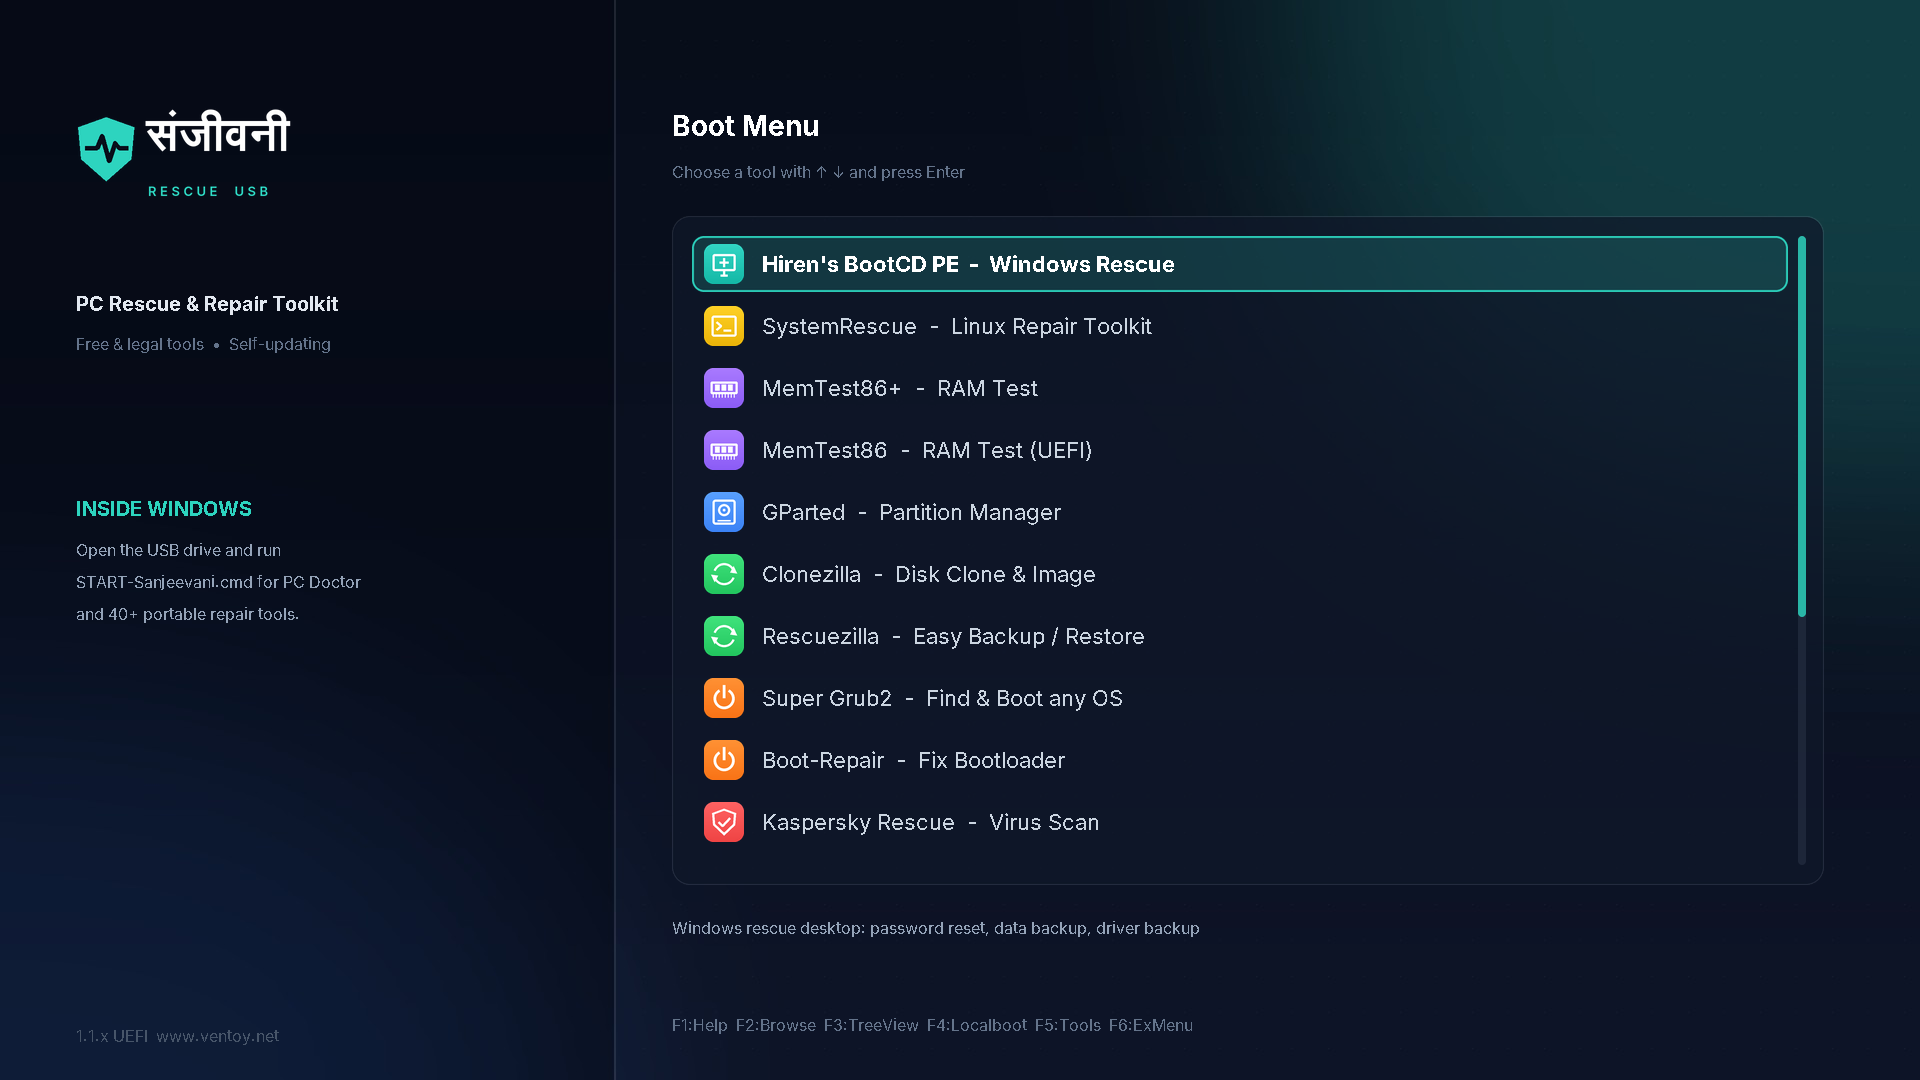 संजीवनी
RESCUE USB
PC Rescue & Repair Toolkit
Free & legal tools • Self-updating
INSIDE WINDOWS
Open the USB drive and run
START-Sanjeevani.cmd for PC Doctor
and 40+ portable repair tools.
1.1.x UEFI www.ventoy.net
Boot Menu
Choose a tool with ↑ ↓ and press Enter
Hiren's BootCD PE - Windows Rescue
SystemRescue - Linux Repair Toolkit
MemTest86+ - RAM Test
MemTest86 - RAM Test (UEFI)
GParted - Partition Manager
Clonezilla - Disk Clone & Image
Rescuezilla - Easy Backup / Restore
Super Grub2 - Find & Boot any OS
Boot-Repair - Fix Bootloader
Kaspersky Rescue - Virus Scan
Windows rescue desktop: password reset, data backup, driver backup
F1:Help F2:Browse F3:TreeView F4:Localboot F5:Tools F6:ExMenu